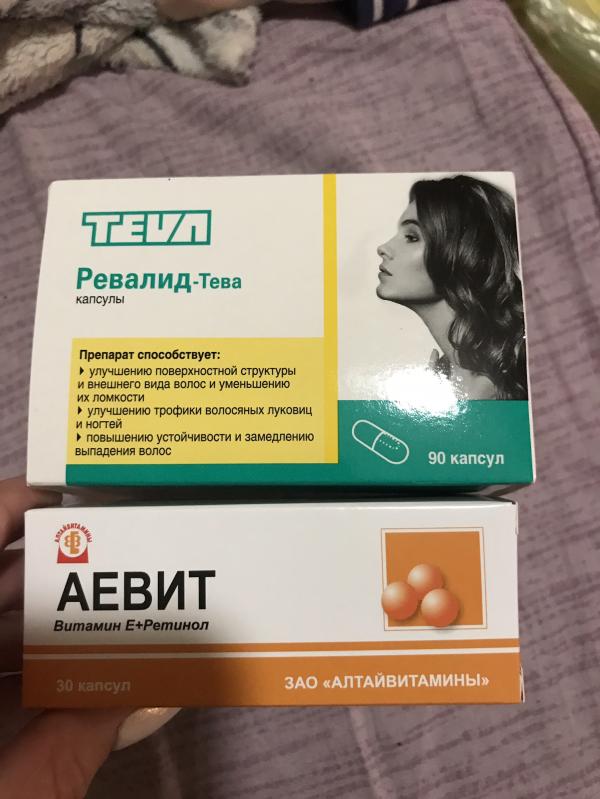 TEVA
Ревалид-Тева
капсулы
Препарат способствует:
улучшению поверхностной структуры
и внешнего вида волос и уменьшению
их ломкости
улучшению трофики волосяных луковиц
и ногтей
повышению устойчивости и замедлению
выпадения волос
90 капсул
АЛТАЙВИТАМИНЫ
АЕВИТ
Витамин Е+Ретинол
30 капсул
ЗАО «АЛТАЙВИТАМИНЫ»